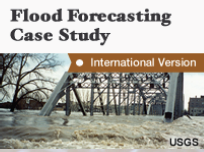 Flood Forecasting
Case Study
International Version
USGS